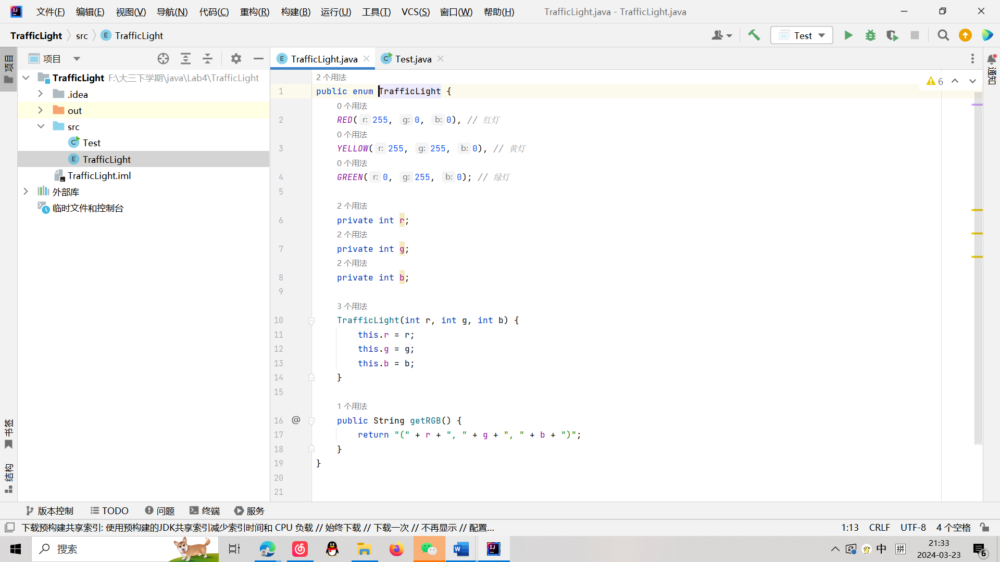 文件(F) 编辑(E) 视图(V) 导航(N) 代码(C) 重构(R) 构建(B) 运行(U) 工具(T) VCS(S) 窗口(W) 帮助(H) TrafficLight.java - TrafficLight.java
TrafficLight src E TrafficLight Test
项目
项目
TrafficLight F:\大三下学期\java\Lab4\TrafficLight
.idea
out
src
C Test
E TrafficLight
TrafficLight.iml
外部库
临时文件和控制台
书签
结构
E TrafficLight.java C Test.java
通知
6
2 个用法
1 public enum TrafficLight {
0 个用法
2 RED( r: 255, g: 0, b: 0), // 红灯
0 个用法
3 YELLOW( r: 255, g: 255, b: 0), // 黄灯
0 个用法
4 GREEN( r: 0, g: 255, b: 0); // 绿灯
5
2 个用法
6 private int r;
2 个用法
7 private int g;
2 个用法
8 private int b;
9
3 个用法
10 TrafficLight(int r, int g, int b) {
11 this.r = r;
12 this.g = g;
13 this.b = b;
14 }
15
1 个用法
16 @ public String getRGB() {
17 return "(" + r + ", " + g + ", " + b + ")";
18 }
19 }
20
21
版本控制 TODO 问题 终端 服务
下载预构建共享索引: 使用预构建的JDK共享索引减少索引时间和 CPU 负载 // 始终下载 // 下载一次 // 不再显示 // 配置... 1:13 CRLF UTF-8 4 个空格
搜索 中 拼 21:33
2024-03-23 6